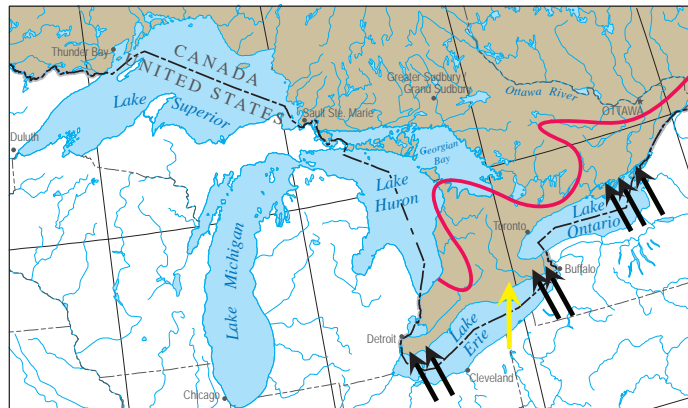 Thunder Bay
CANADA
UNITED STATES
Lake Superior
Sault Ste. Marie
Duluth
Greater Sudbury /
Grand Sudbury
Ottawa River
OTTAWA
Georgian
Bay
Lake
Huron
Lake Michigan
Toronto
Lake
Ontario
Buffalo
Detroit
Lake
Erie
Cleveland
Chicago